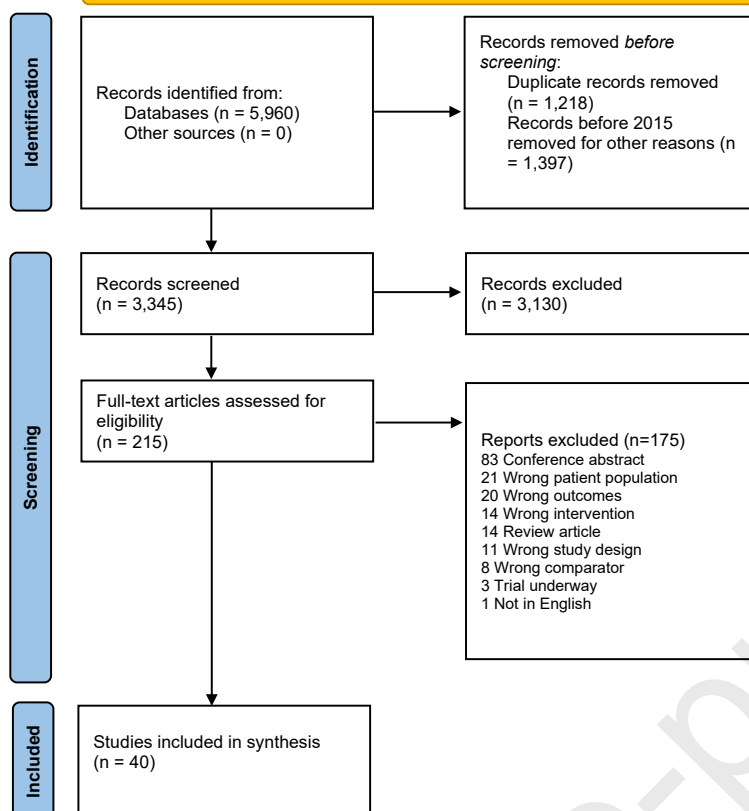 Identification
Records identified from:
Databases (n = 5,960)
Other sources (n = 0)
Records removed before
screening:
Duplicate records removed
(n = 1,218)
Records before 2015
removed for other reasons (n
= 1,397)
Screening
Records screened
(n = 3,345)
Records excluded
(n = 3,130)
Full-text articles assessed for
eligibility
(n = 215)
Reports excluded (n=175)
83 Conference abstract
21 Wrong patient population
20 Wrong outcomes
14 Wrong intervention
14 Review article
11 Wrong study design
8 Wrong comparator
3 Trial underway
1 Not in English
Included
Studies included in synthesis
(n = 40)